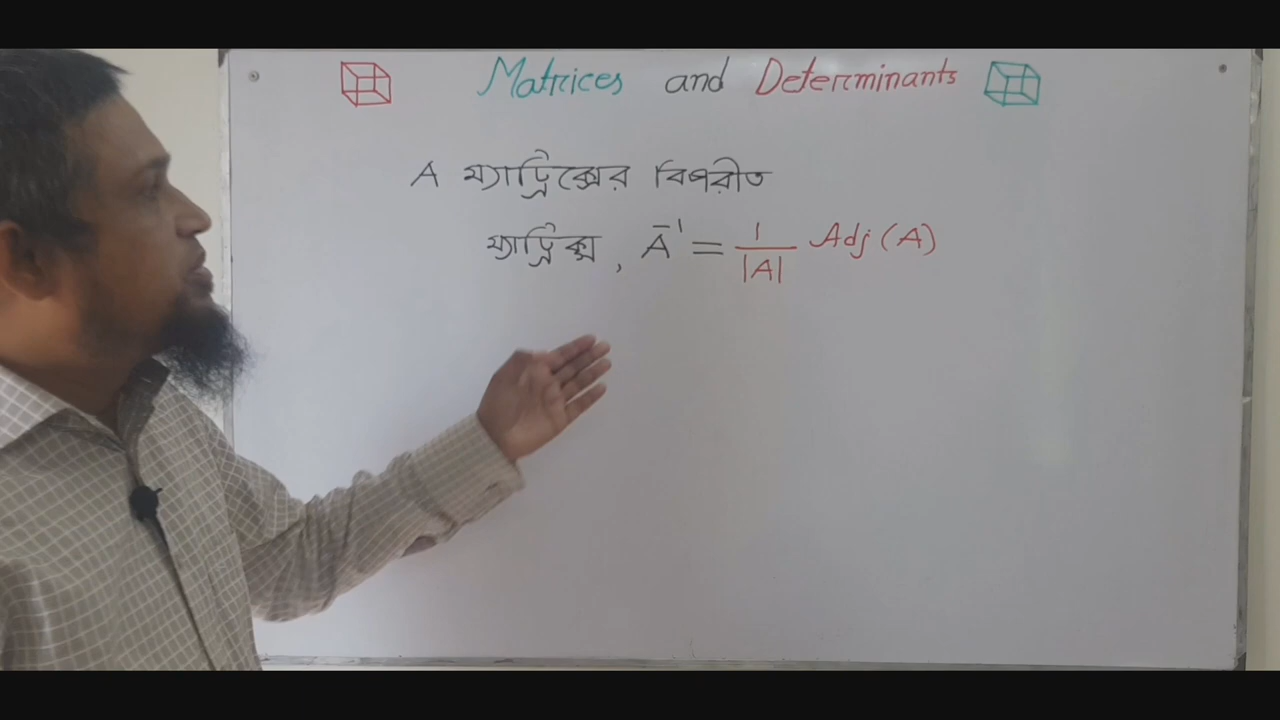 Matrices and Determinants
A ম্যাট্রিক্সের বিপরীত
ম্যাট্রিক্স, A⁻¹ = 1/|A| Adj (A)